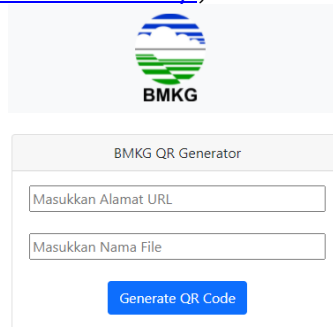 BMKG
BMKG QR Generator
Masukkan Alamat URL
Masukkan Nama File
Generate QR Code